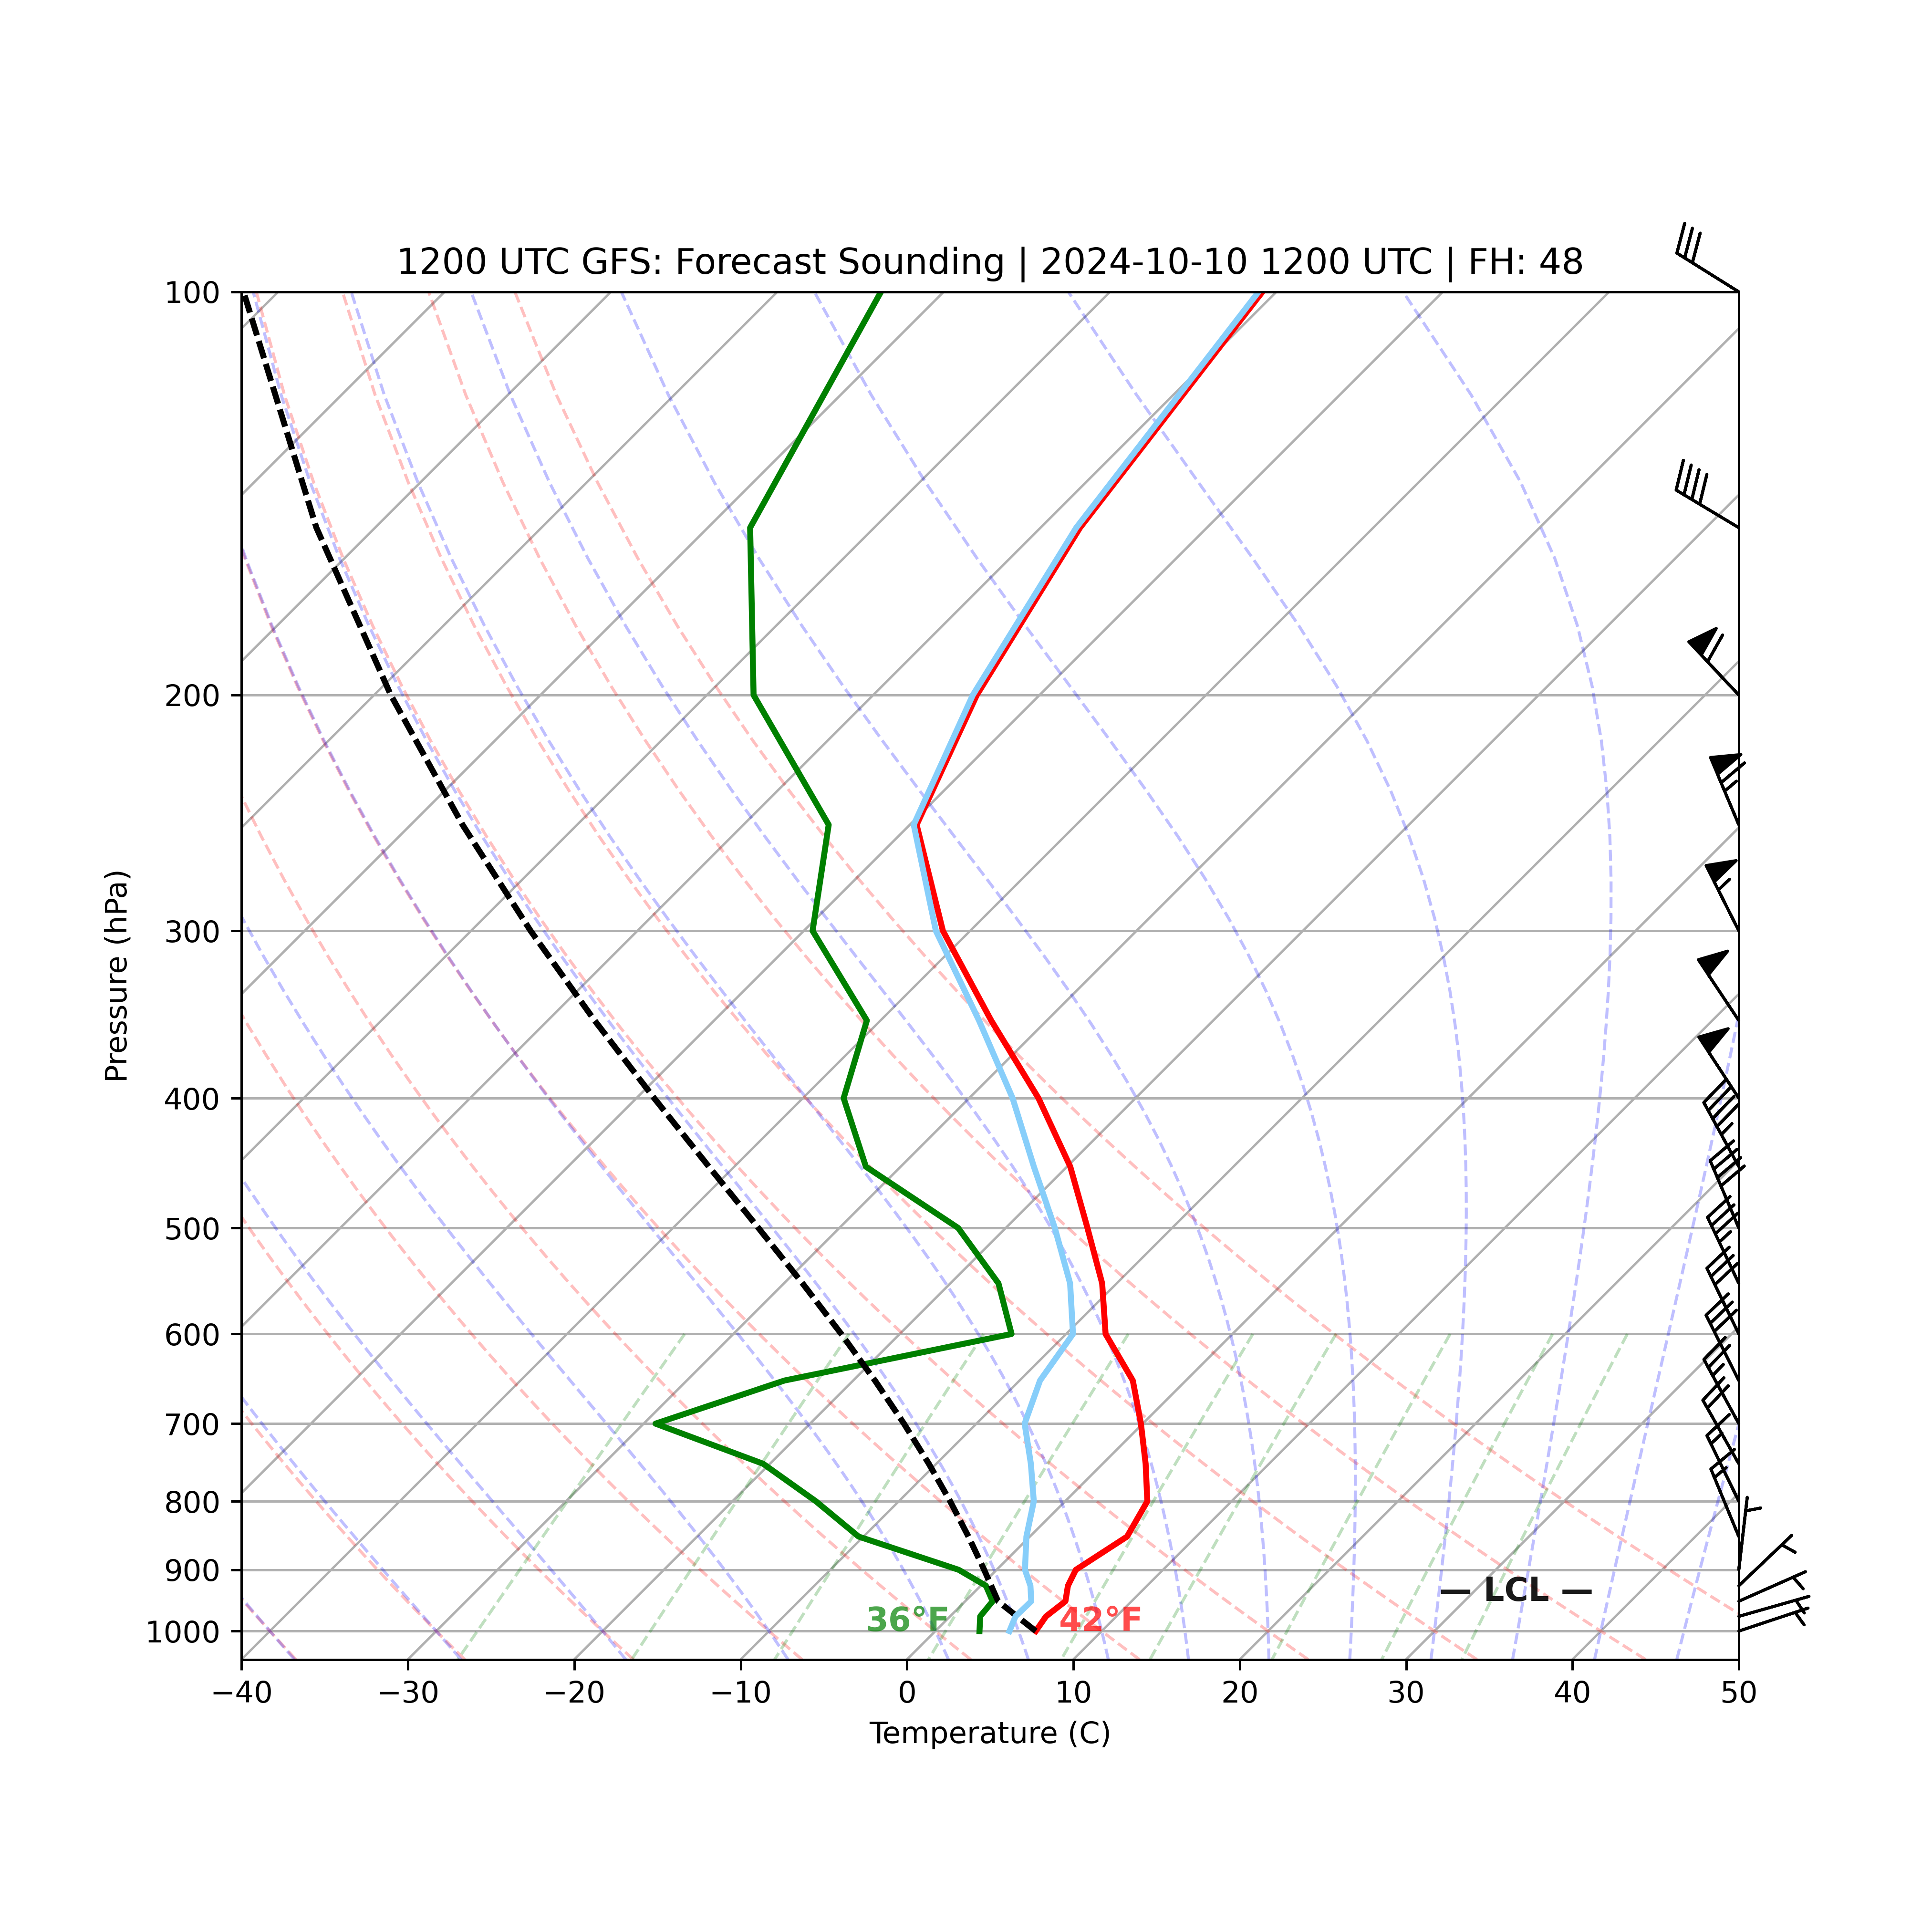 1200 UTC GFS: Forecast Sounding | 2024-10-10 1200 UTC | FH: 48
100
200
300
400
500
600
700
800
900
1000
Pressure (hPa)
— LCL —
36°F
42°F
−40 −30 −20 −10 0 10 20 30 40 50
Temperature (C)